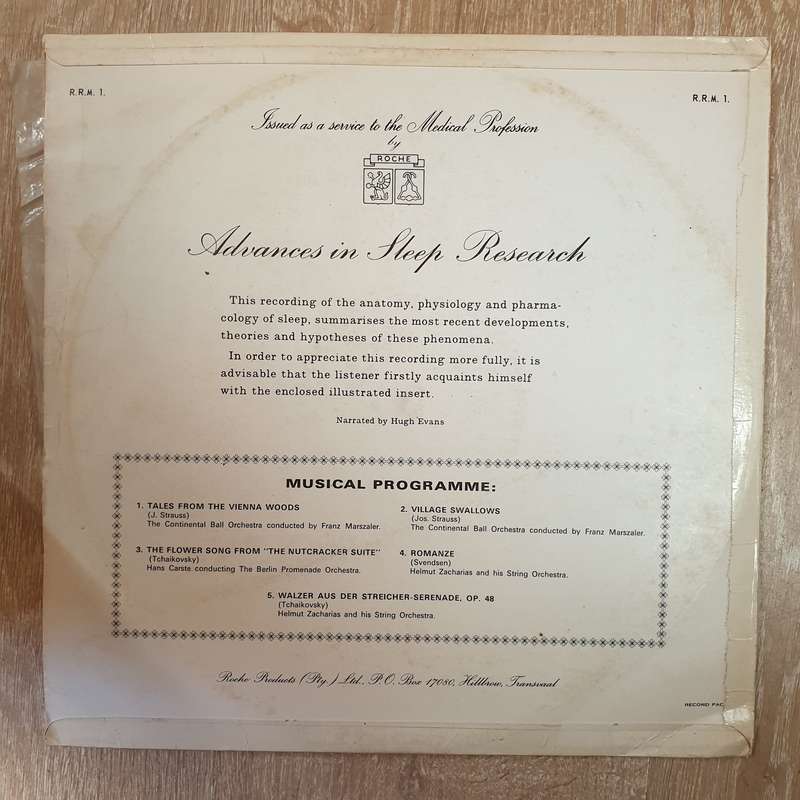 R.R.M. 1.
R.R.M. 1.
Issued as a service to the Medical Profession
by
ROCHE
Advances in Sleep Research
This recording of the anatomy, physiology and pharma-
cology of sleep, summarises the most recent developments,
theories and hypotheses of these phenomena.
In order to appreciate this recording more fully, it is
advisable that the listener firstly acquaints himself
with the enclosed illustrated insert.
Narrated by Hugh Evans
MUSICAL PROGRAMME:
1. TALES FROM THE VIENNA WOODS
(J. Strauss)
The Continental Ball Orchestra conducted by Franz Marszaler.
2. VILLAGE SWALLOWS
(Jos. Strauss)
The Continental Ball Orchestra conducted by Franz Marszaler.
3. THE FLOWER SONG FROM "THE NUTCRACKER SUITE"
(Tchaikovsky)
Hans Carste conducting The Berlin Promenade Orchestra.
4. ROMANZE
(Svendsen)
Helmut Zacharias and his String Orchestra.
5. WALZER AUS DER STREICHER-SERENADE, OP. 48
(Tchaikovsky)
Helmut Zacharias and his String Orchestra.
Roche Products (Pty.) Ltd., P.O. Box 17080, Hillbrow, Transvaal
RECORD PAC